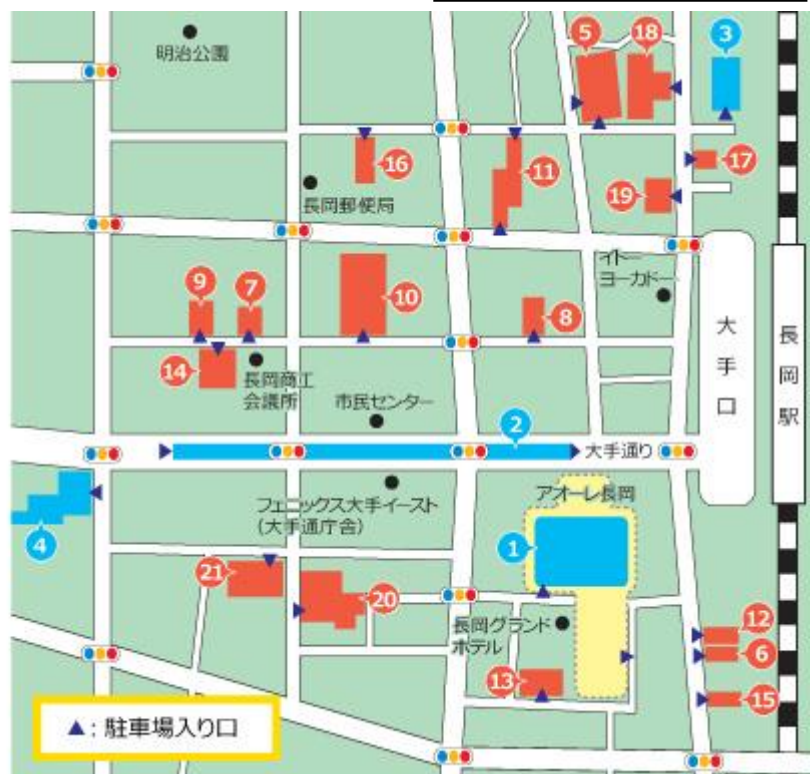 明治公園
5
18
3
16
11
17
19
長岡郵便局
イトー
ヨーカドー
9
7
10
8
大手口
長岡駅
14
長岡商工
会議所
市民センター
2
大手通り
4
フェニックス大手イースト
(大手通庁舎)
アオーレ長岡
1
21
20
長岡グランド
ホテル
12
6
13
15
▲:駐車場入り口